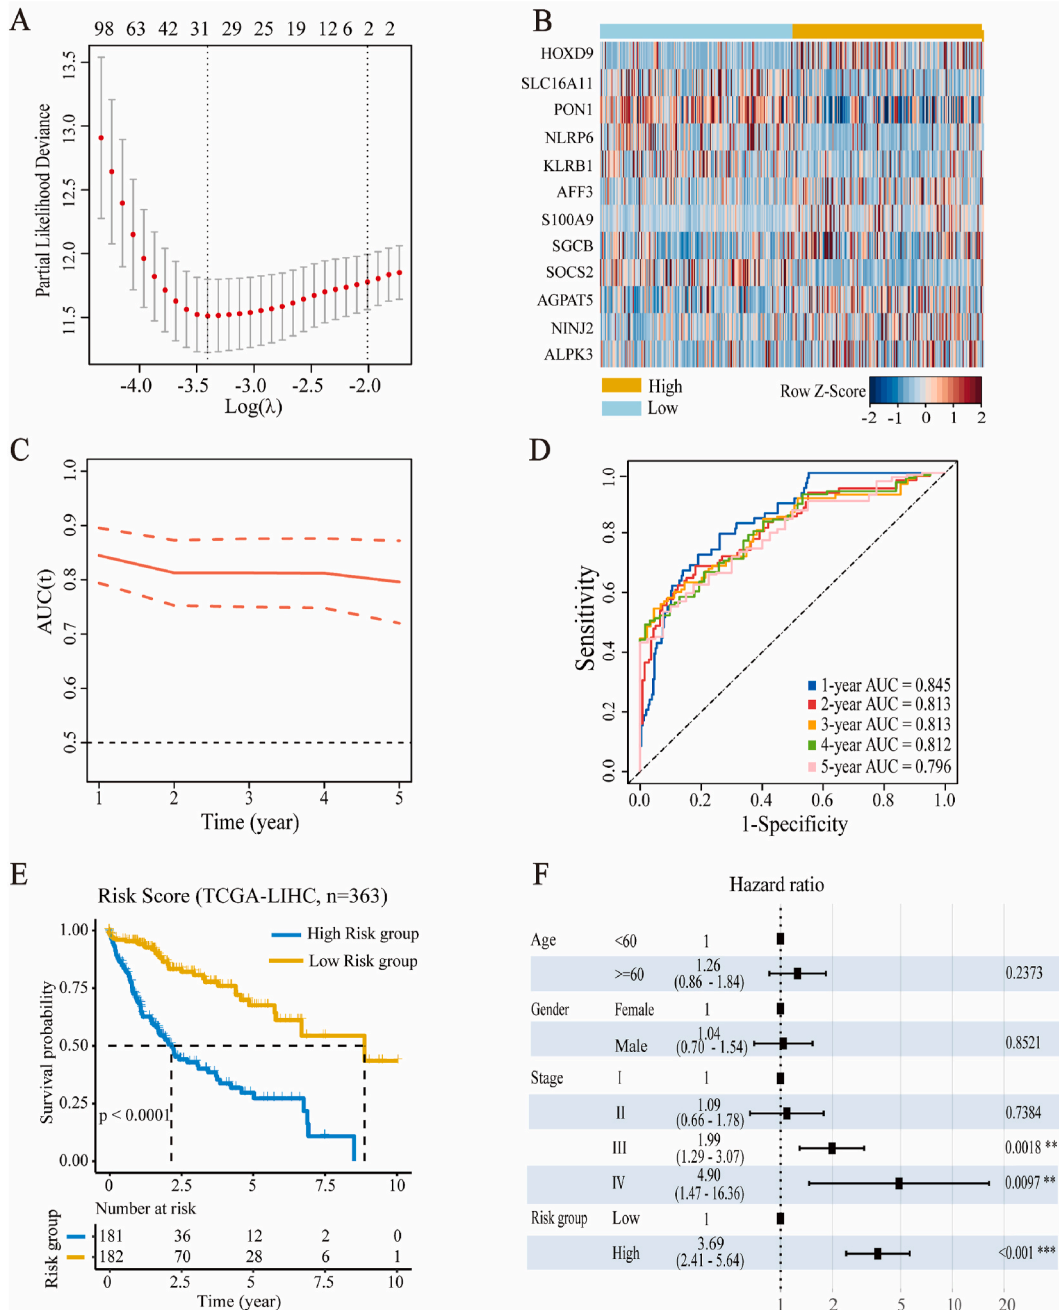 A
98 63 42 31 29 25 19 12 6 2 2
Partial Likelihood Deviance
13.5
13.0
12.5
12.0
11.5
-4.0 -3.5 -3.0 -2.5 -2.0
Log(λ)
B
HOXD9
SLC16A11
PON1
NLRP6
KLRB1
AFF3
S100A9
SGCB
SOCS2
AGPAT5
NINJ2
ALPK3
High
Low
Row Z-Score
-2 -1 0 1 2
C
AUC(t)
1.0
0.9
0.8
0.7
0.6
0.5
1 2 3 4 5
Time (year)
D
Sensitivity
1.0
0.8
0.6
0.4
0.2
0.0
1-year AUC = 0.845
2-year AUC = 0.813
3-year AUC = 0.813
4-year AUC = 0.812
5-year AUC = 0.796
0.0 0.2 0.4 0.6 0.8 1.0
1-Specificity
E
Risk Score (TCGA-LIHC, n=363)
Survival probability
1.00
0.75
0.50
0.25
0.00
High Risk group
Low Risk group
p < 0.0001
0 2.5 5 7.5 10
Number at risk
Risk group
181 36 12 2 0
182 70 28 6 1
0 2.5 5 7.5 10
Time (year)
F
Hazard ratio
Age <60 1
>=60 1.26 (0.86 - 1.84) 0.2373
Gender Female 1
Male 1.04 (0.70 - 1.54) 0.8521
Stage I 1
II 1.09 (0.66 - 1.78) 0.7384
III 1.99 (1.29 - 3.07) 0.0018 **
IV 4.90 (1.47 - 16.36) 0.0097 **
Risk group Low 1
High 3.69 (2.41 - 5.64) <0.001 ***
1 2 5 10 20